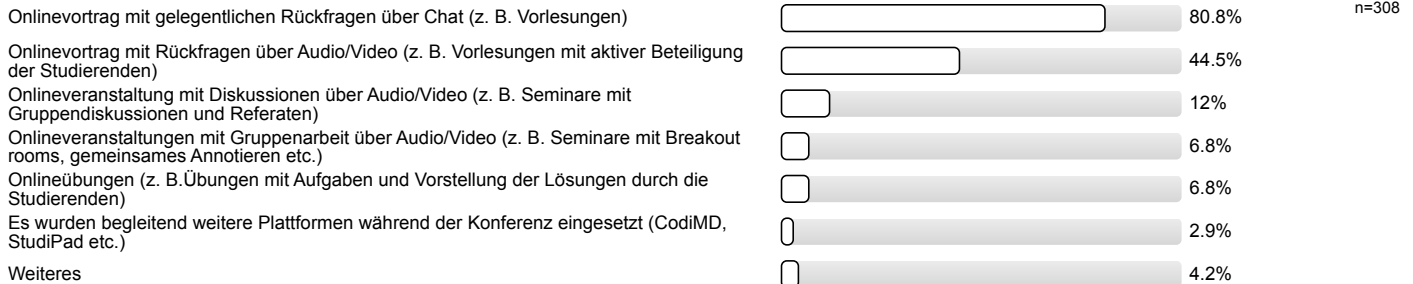 Onlinevortrag mit gelegentlichen Rückfragen über Chat (z. B. Vorlesungen) 80.8% n=308
Onlinevortrag mit Rückfragen über Audio/Video (z. B. Vorlesungen mit aktiver Beteiligung
der Studierenden) 44.5%
Onlineveranstaltung mit Diskussionen über Audio/Video (z. B. Seminare mit
Gruppendiskussionen und Referaten) 12%
Onlineveranstaltungen mit Gruppenarbeit über Audio/Video (z. B. Seminare mit Breakout
rooms, gemeinsames Annotieren etc.) 6.8%
Onlineübungen (z. B.Übungen mit Aufgaben und Vorstellung der Lösungen durch die
Studierenden) 6.8%
Es wurden begleitend weitere Plattformen während der Konferenz eingesetzt (CodiMD,
StudiPad etc.) 2.9%
Weiteres 4.2%